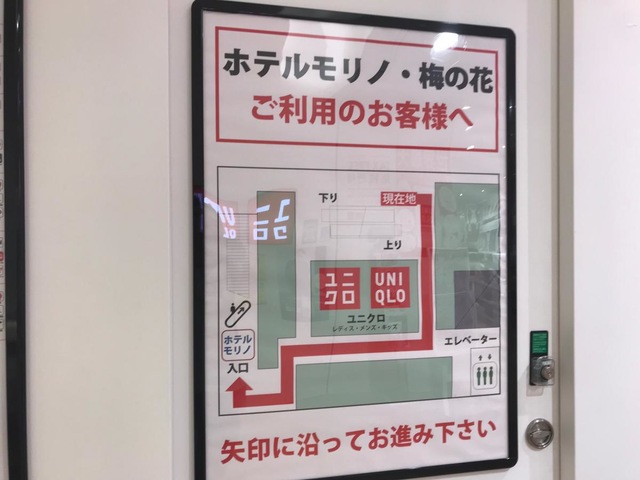 ホテルモリノ・梅の花
ご利用のお客様へ
下り
現在地
上り
ユニ
クロ
UNI
QLO
ユニクロ
レディス・メンズ・キッズ
エレベーター
ホテル
モリノ
入口
矢印に沿ってお進み下さい